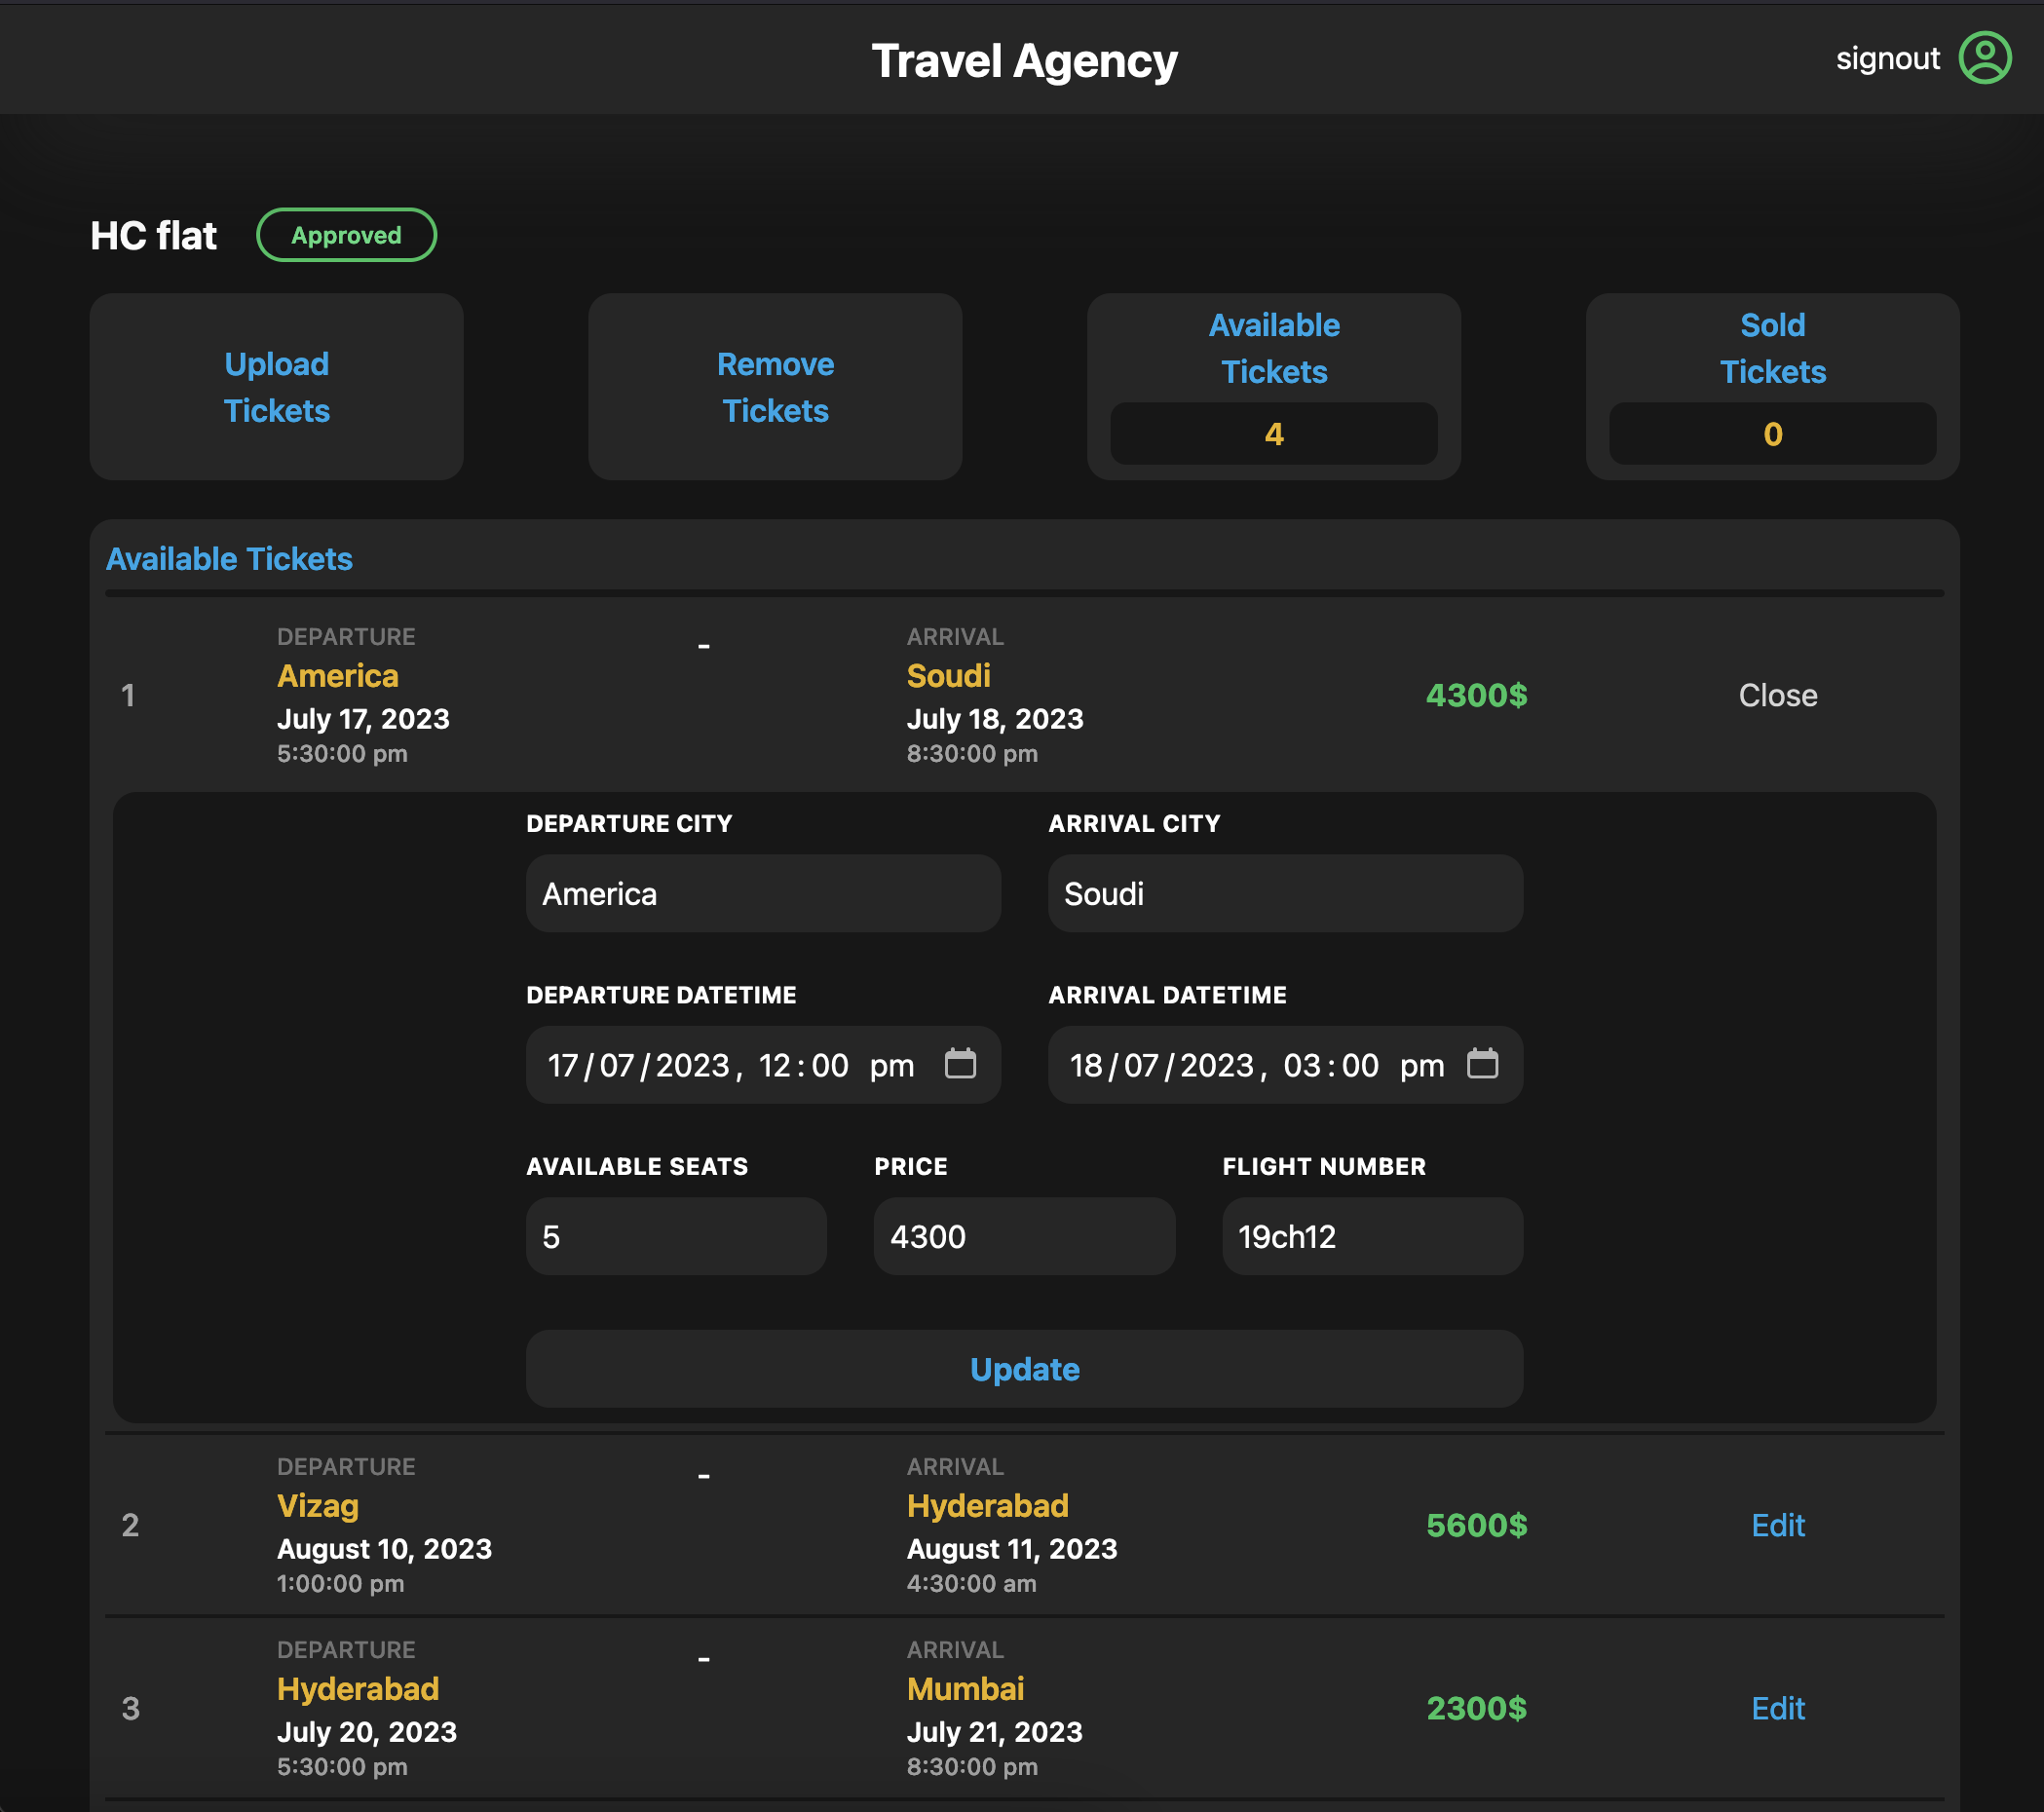 Travel Agency
signout
HC flat
Approved
Upload
Tickets
Remove
Tickets
Available
Tickets
4
Sold
Tickets
0
Available Tickets
1
DEPARTURE
America
July 17, 2023
5:30:00 pm
-
ARRIVAL
Soudi
July 18, 2023
8:30:00 pm
4300$
Close
DEPARTURE CITY
America
ARRIVAL CITY
Soudi
DEPARTURE DATETIME
17/07/2023, 12:00 pm
ARRIVAL DATETIME
18/07/2023, 03:00 pm
AVAILABLE SEATS
5
PRICE
4300
FLIGHT NUMBER
19ch12
Update
2
DEPARTURE
Vizag
August 10, 2023
1:00:00 pm
-
ARRIVAL
Hyderabad
August 11, 2023
4:30:00 am
5600$
Edit
3
DEPARTURE
Hyderabad
July 20, 2023
5:30:00 pm
-
ARRIVAL
Mumbai
July 21, 2023
8:30:00 pm
2300$
Edit